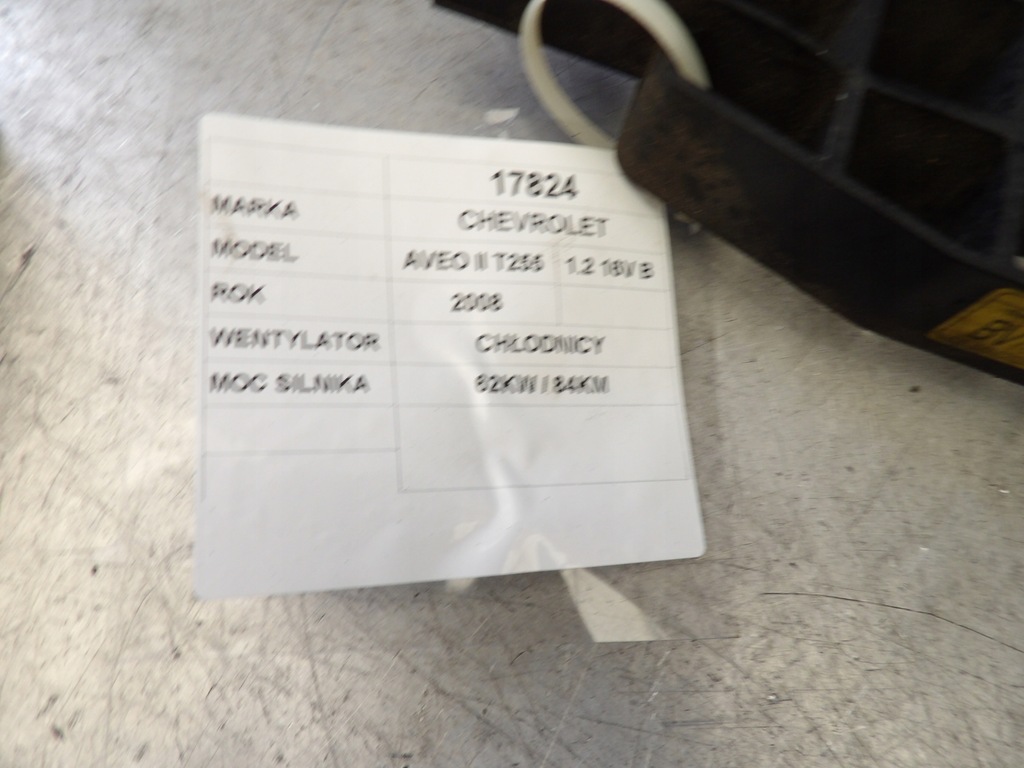 17824
MARKA CHEVROLET
MODEL AVEO II T255 1.2 16V B
ROK 2008
WENTYLATOR CHŁODNICY
MOC SILNIKA 62KW / 84KM